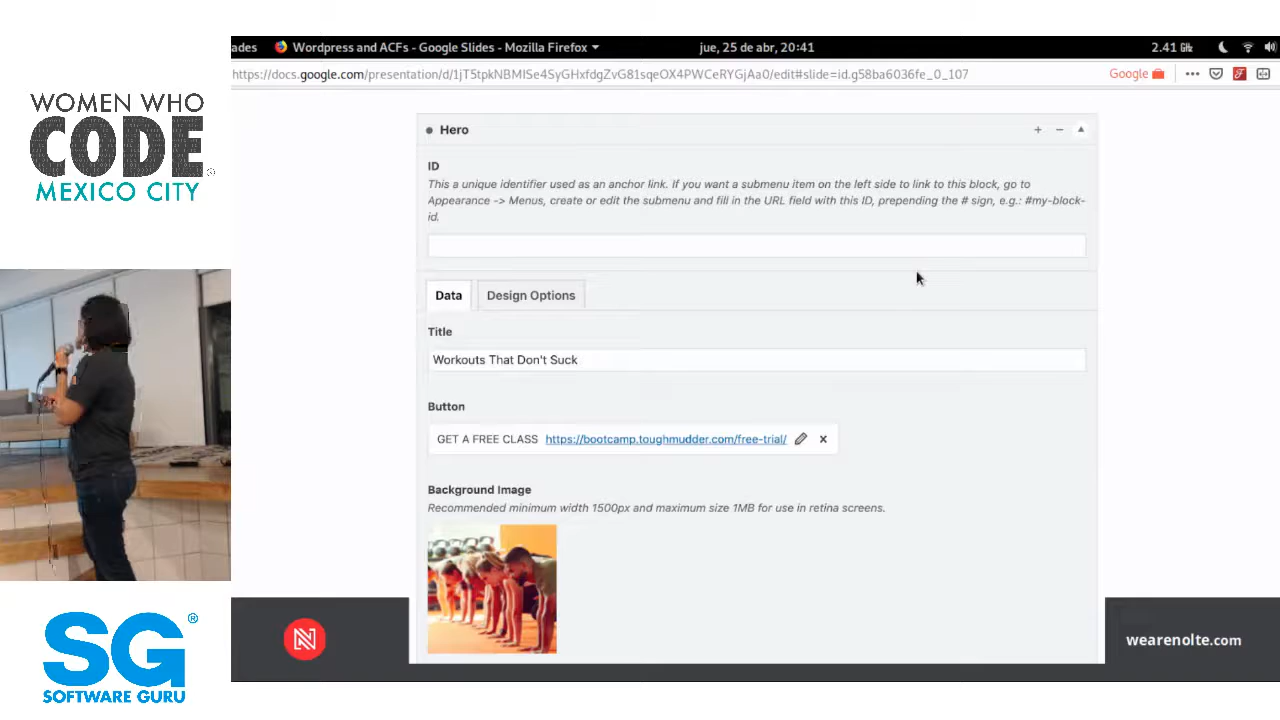 WOMEN WHO
CODE
MEXICO CITY
ades
Wordpress and ACFs - Google Slides - Mozilla Firefox
jue, 25 de abr, 20:41
2.41 GHz
https://docs.google.com/presentation/d/1jT5tpkNBMISe4SyGHxfdgZvG81sqeOX4PWCeRYGjAa0/edit#slide=id.g58ba6036fe_0_107
Google
Hero
ID
This a unique identifier used as an anchor link. If you want a submenu item on the left side to link to this block, go to
Appearance -> Menus, create or edit the submenu and fill in the URL field with this ID, prepending the # sign, e.g.: #my-block-
id.
Data
Design Options
Title
Workouts That Don't Suck
Button
GET A FREE CLASS https://bootcamp.toughmudder.com/free-trial/
Background Image
Recommended minimum width 1500px and maximum size 1MB for use in retina screens.
N
wearenolte.com
SG®
SOFTWARE GURU